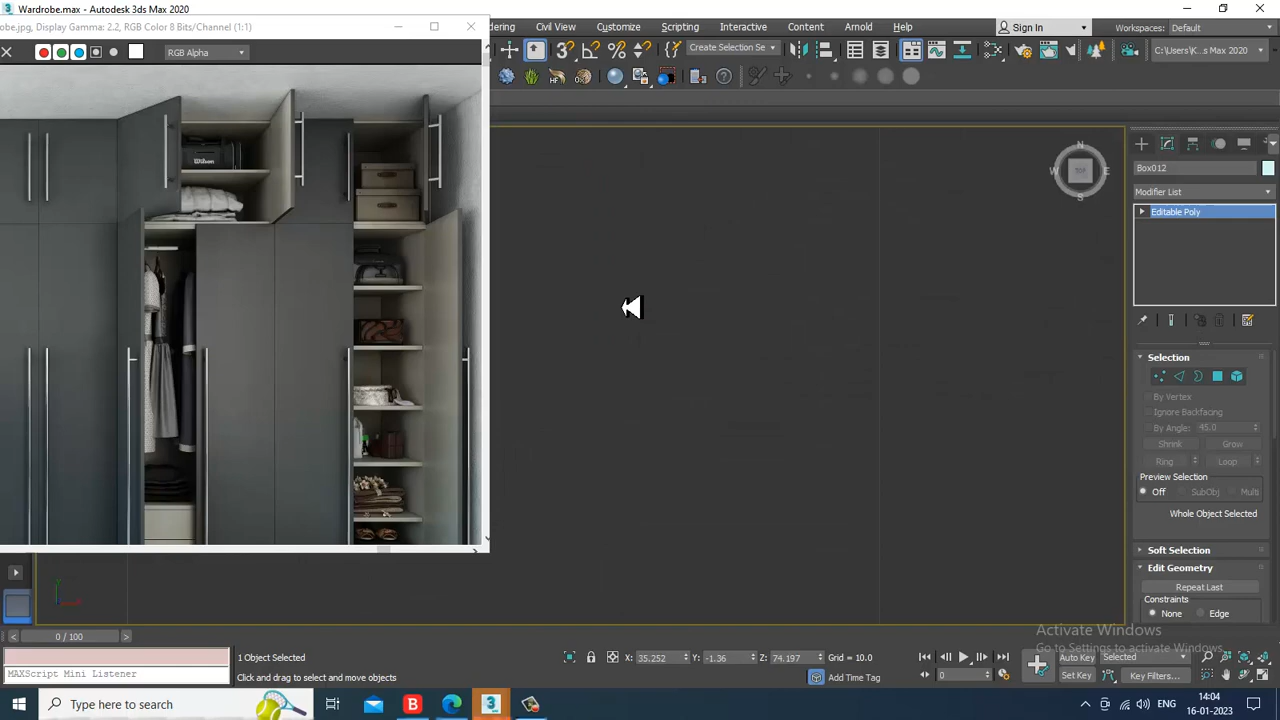 Wardrobe.max - Autodesk 3ds Max 2020
obe.jpg, Display Gamma: 2.2, RGB Color 8 Bits/Channel (1:1)
dering
Civil View
Customize
Scripting
Interactive
Content
Arnold
Help
Sign In
Workspaces:
Default
RGB Alpha
Create Selection Se
C:\Users\K...s Max 2020
Wilson
N
W
TOP
E
S
Box012
Modifier List
Editable Poly
Selection
By Vertex
Ignore Backfacing
By Angle:
45.0
Shrink
Grow
Ring
Loop
Preview Selection
Off
SubObj
Multi
Whole Object Selected
Soft Selection
Edit Geometry
Repeat Last
Constraints
None
Edge
Activate Windows
Go to Settings to activate Windows.
0 / 100
1 Object Selected
X: 35.252
Y: -1.36
Z: 74.197
Grid = 10.0
Auto Key
Selected
MAXScript Mini Listener
Click and drag to select and move objects
Add Time Tag
0
Set Key
Key Filters...
Type here to search
B
3
ENG
14:04
16-01-2023